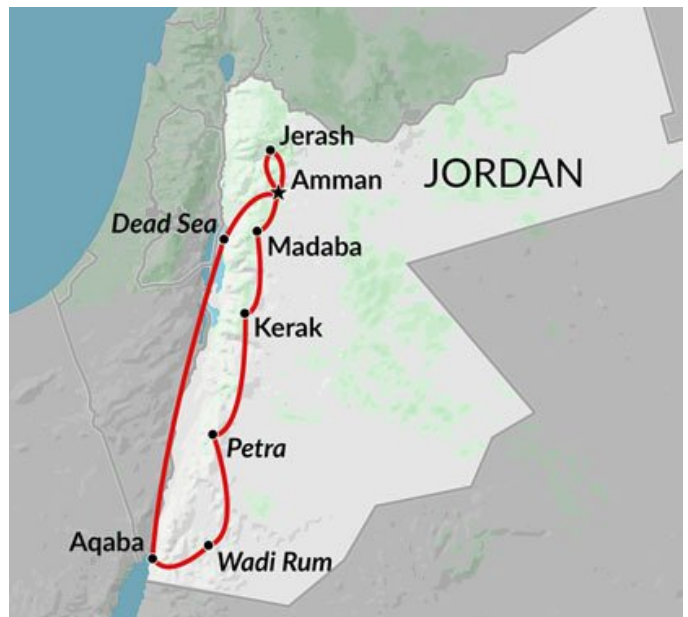 Jerash
JORDAN
Amman
Dead Sea
Madaba
Kerak
Petra
Aqaba
Wadi Rum